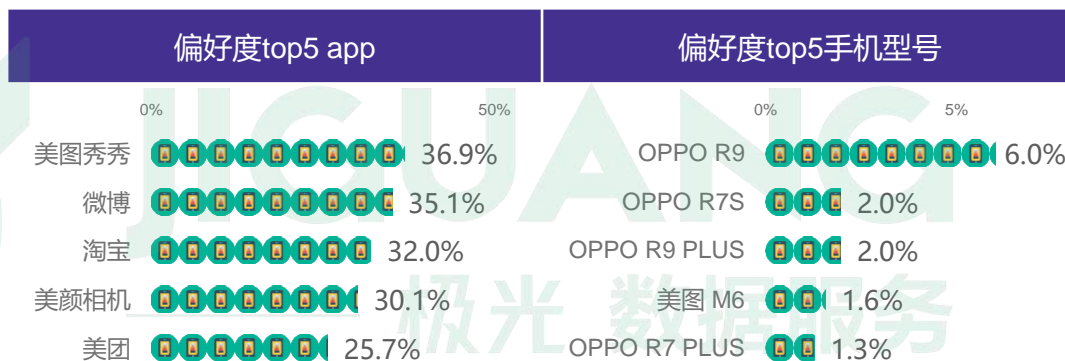 偏好度top5 app
偏好度top5手机型号
0% 50%
美图秀秀 36.9%
微博 35.1%
淘宝 32.0%
美颜相机 30.1%
美团 25.7%
0% 5%
OPPO R9 6.0%
OPPO R7S 2.0%
OPPO R9 PLUS 2.0%
美图 M6 1.6%
OPPO R7 PLUS 1.3%
JIGUANG
极光 数据服务